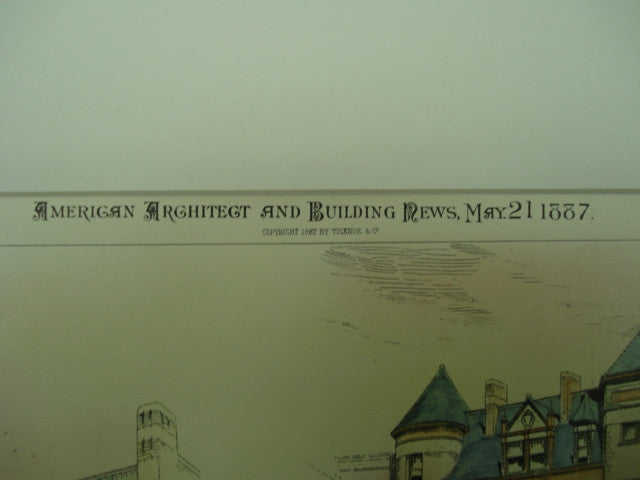 American Architect and Building News, May. 21 1887.
Copyright 1887 by Ticknor & Co